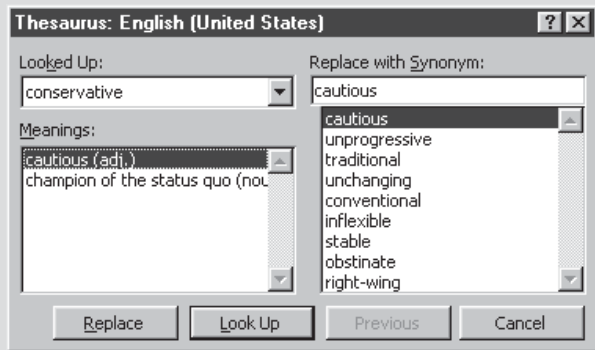 Thesaurus: English (United States)
? ×
Looked Up:
conservative
Meanings:
cautious (adj.)
champion of the status quo (nou
Replace with Synonym:
cautious
cautious
unprogressive
traditional
unchanging
conventional
inflexible
stable
obstinate
right-wing
Replace
Look Up
Previous
Cancel